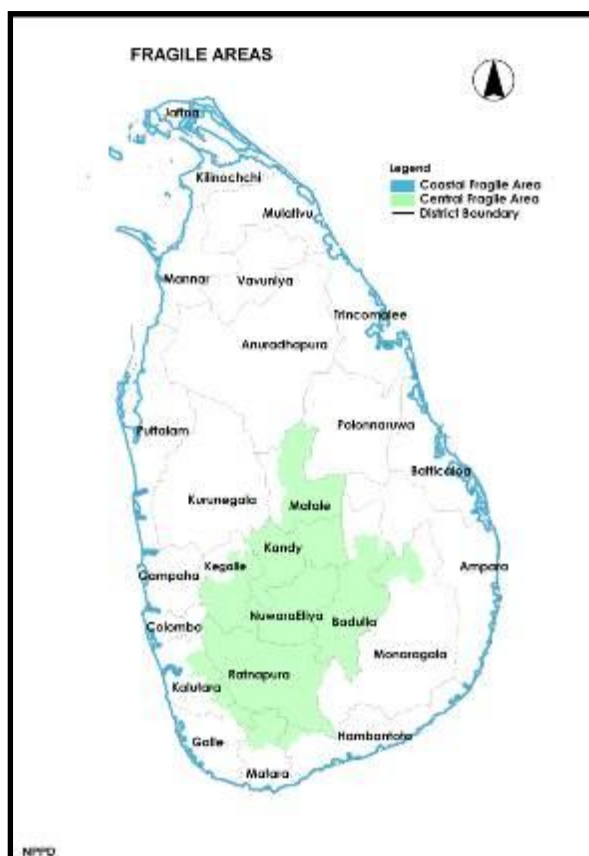 FRAGILE AREAS
Jaffna
Legend
Coastal Fragile Area
Central Fragile Area
District Boundary
Kilinochchi
Mulativu
Mannar
Vavuniya
Trincomalee
Anuradhapura
Polonnaruwa
Puttalam
Batticaloa
Kurunegala
Matale
Kandy
Kegalle
Ampara
Gampaha
NuwaraEliya
Badulla
Colombo
Monaragala
Ratnapura
Kalutara
Hambantota
Galle
Matara
NPPD